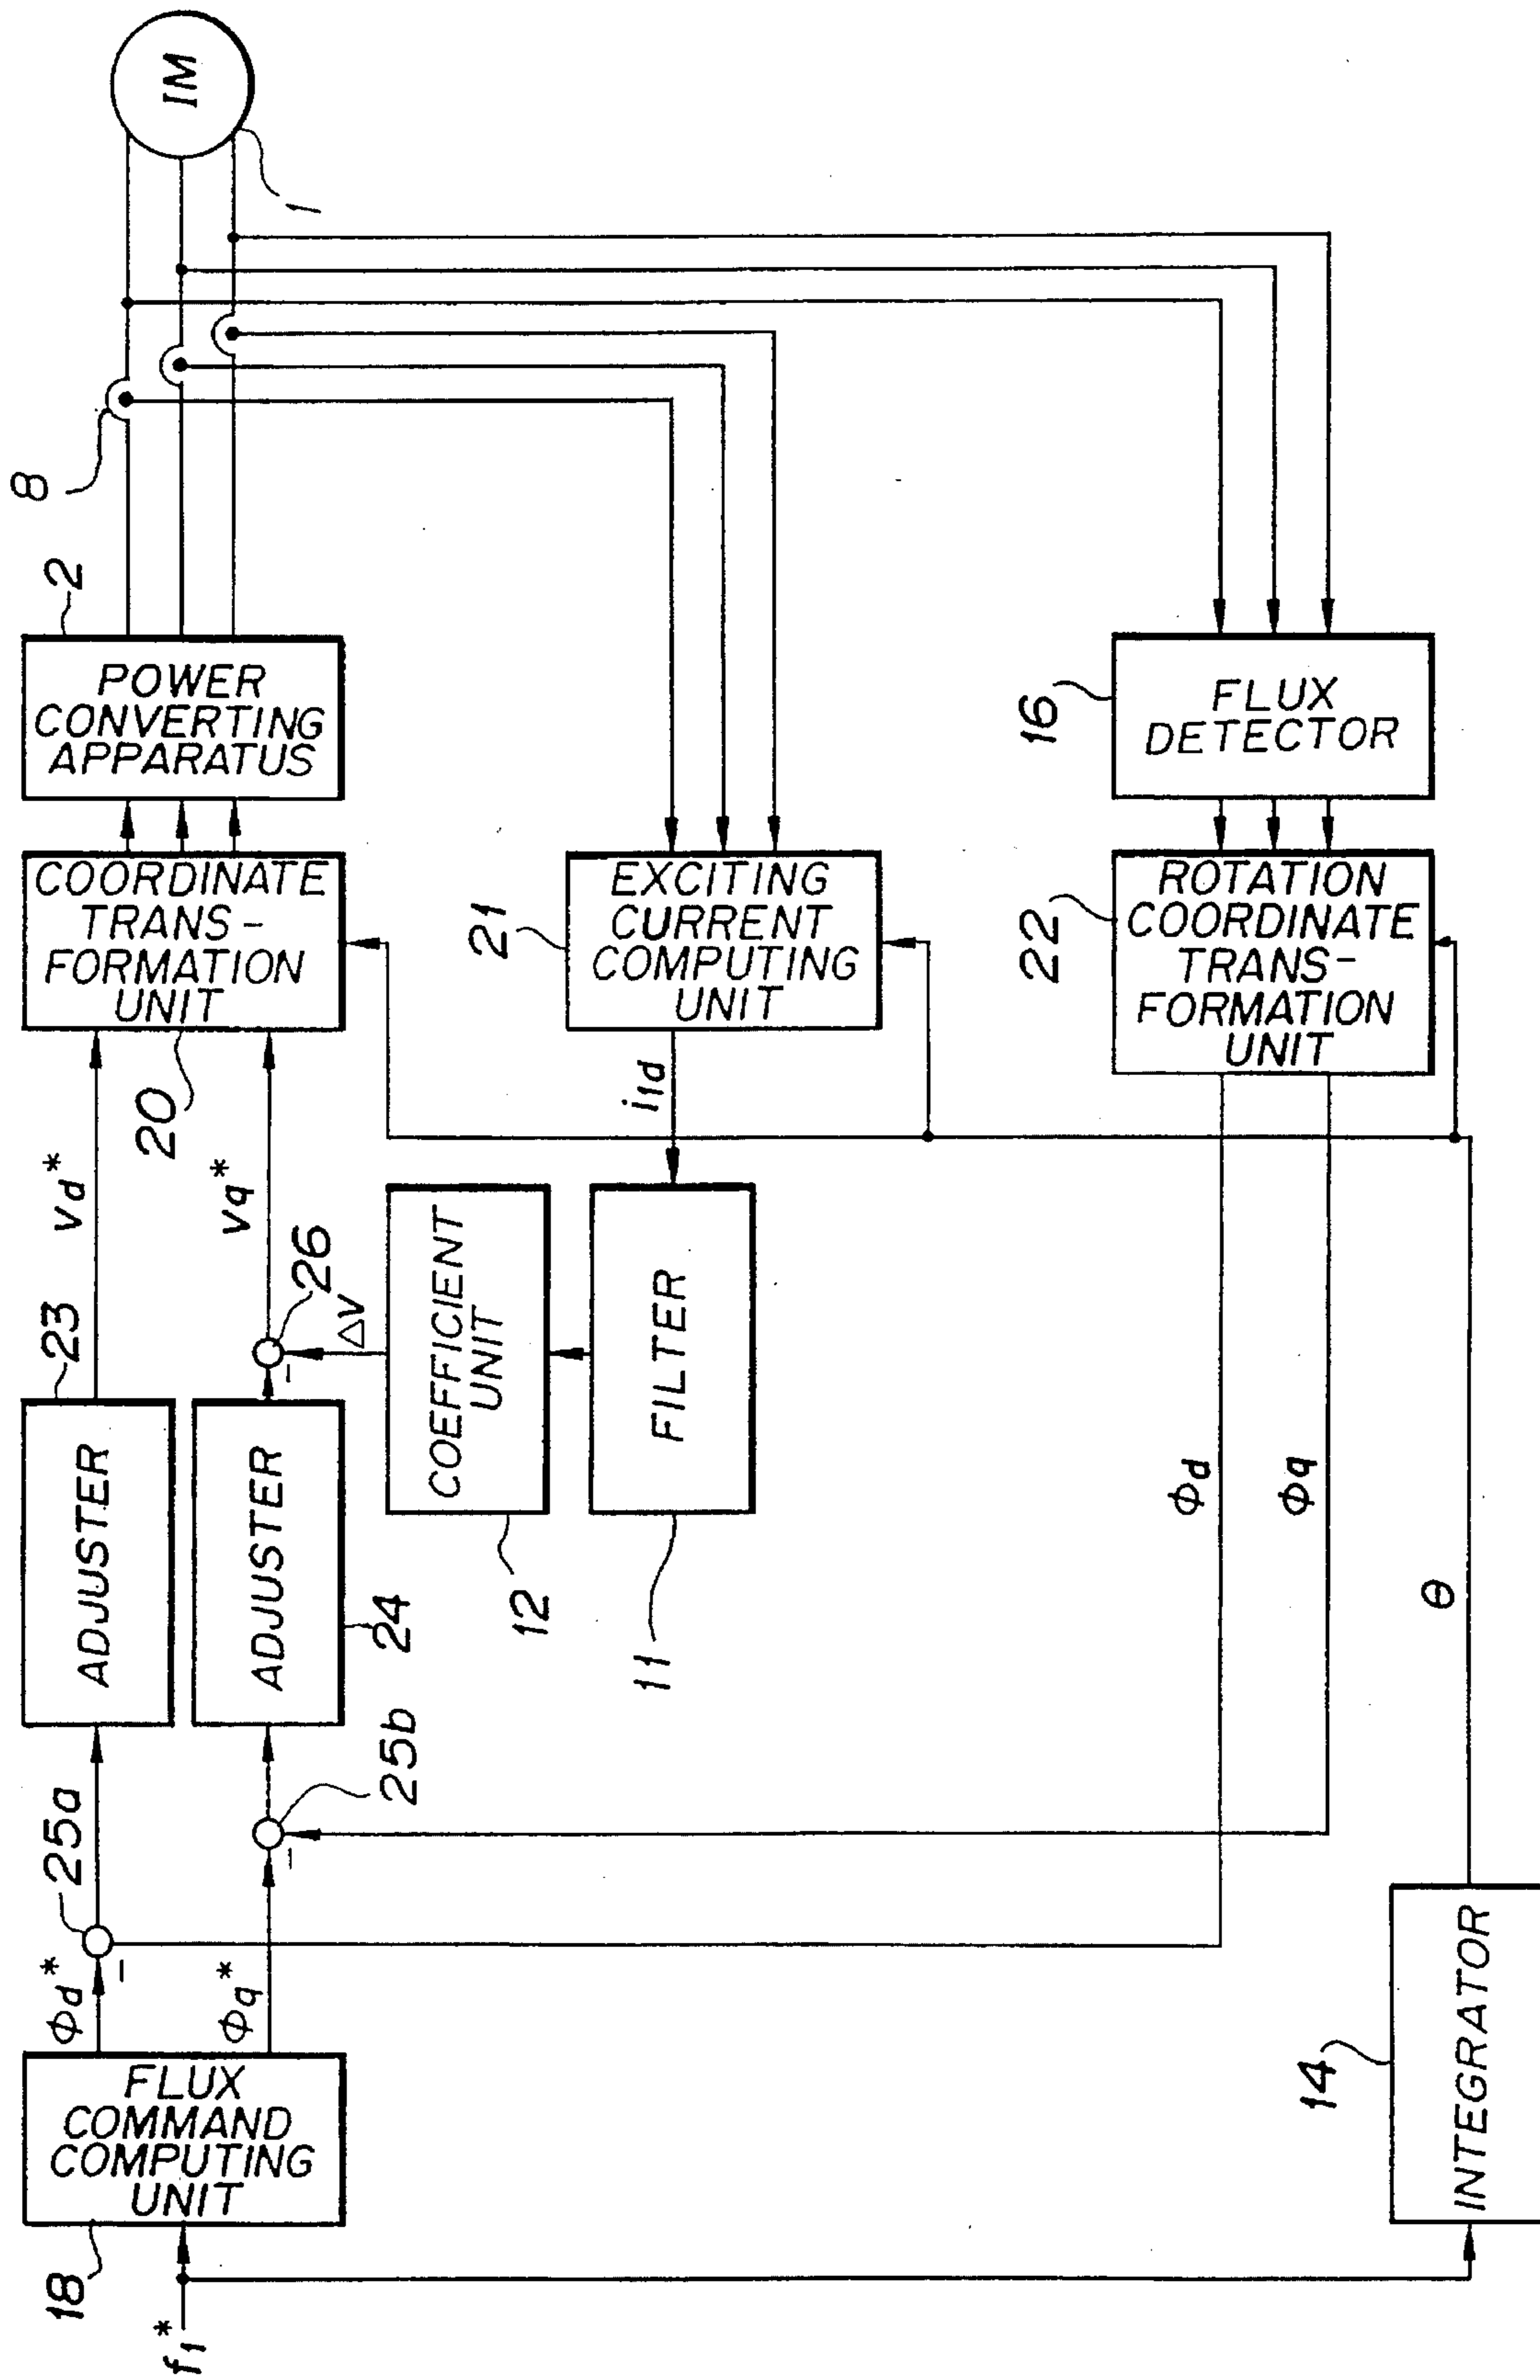 f1*
18
FLUX
COMMAND
COMPUTING
UNIT
Φd*
Φq*
−
25a
−
25b
ADJUSTER
23
ADJUSTER
24
−
26
ΔV
Vd*
Vq*
COORDINATE
TRANS-
FORMATION
UNIT
20
POWER
CONVERTING
APPARATUS
2
8
IM
1
COEFFICIENT
UNIT
12
FILTER
11
i1d
EXCITING
CURRENT
COMPUTING
UNIT
21
FLUX
DETECTOR
16
ROTATION
COORDINATE
TRANS-
FORMATION
UNIT
22
Φd
Φq
θ
14
INTEGRATOR